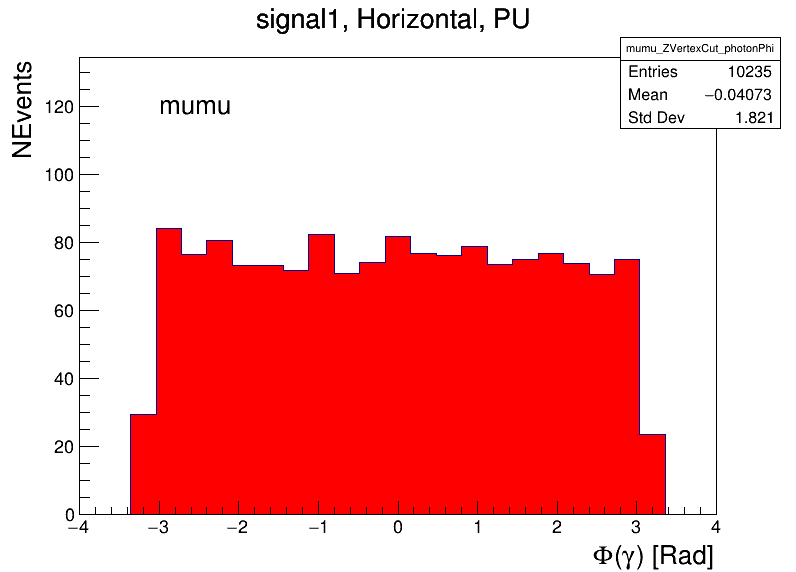 signal1, Horizontal, PU
mumu_ZVertexCut_photonPhi
Entries 10235
Mean −0.04073
Std Dev 1.821
NEvents
mumu
120
100
80
60
40
20
0
−4 −3 −2 −1 0 1 2 3 4
Φ(γ) [Rad]